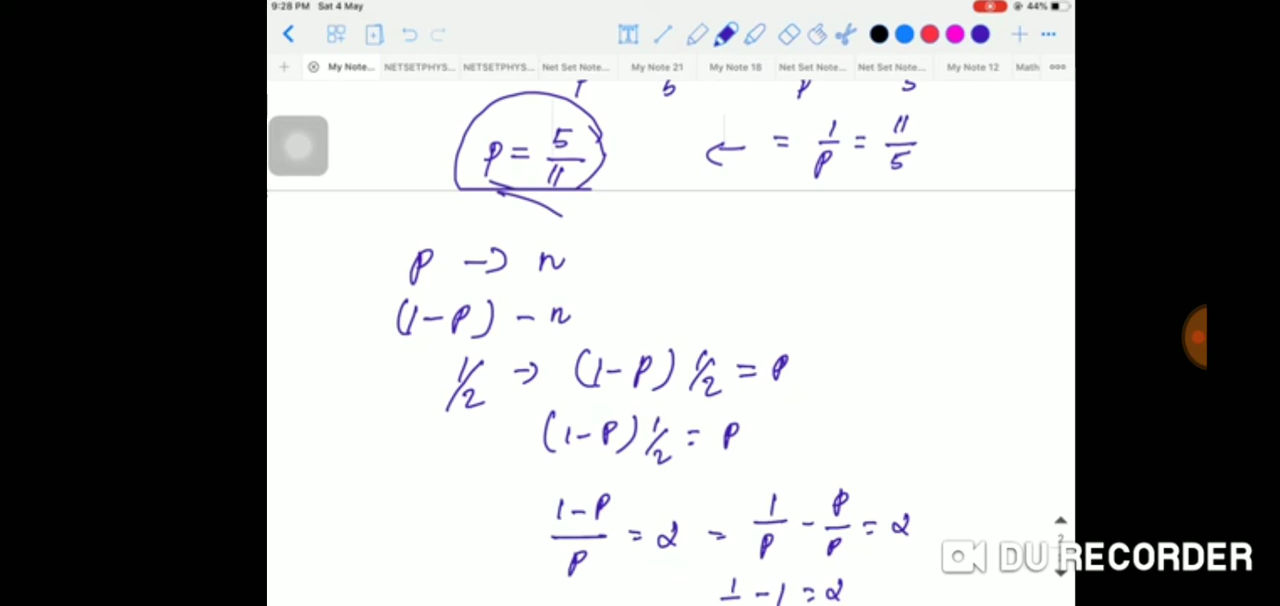 9:28 PM Sat 4 May 44%
My Note... NETSETPHYS... NETSETPHYS... Net Set Note... My Note 21 My Note 18 Net Set Note... Net Set Note... My Note 12 Math
p = 5/11 ← = 1/p = 11/5
p → n
(1-p) - n
1/2 → (1-p) 1/2 = p
(1-p) 1/2 = p
1-p/p = 2 = 1/p - p/p = 2
1 - 1 = 2
2
DU RECORDER